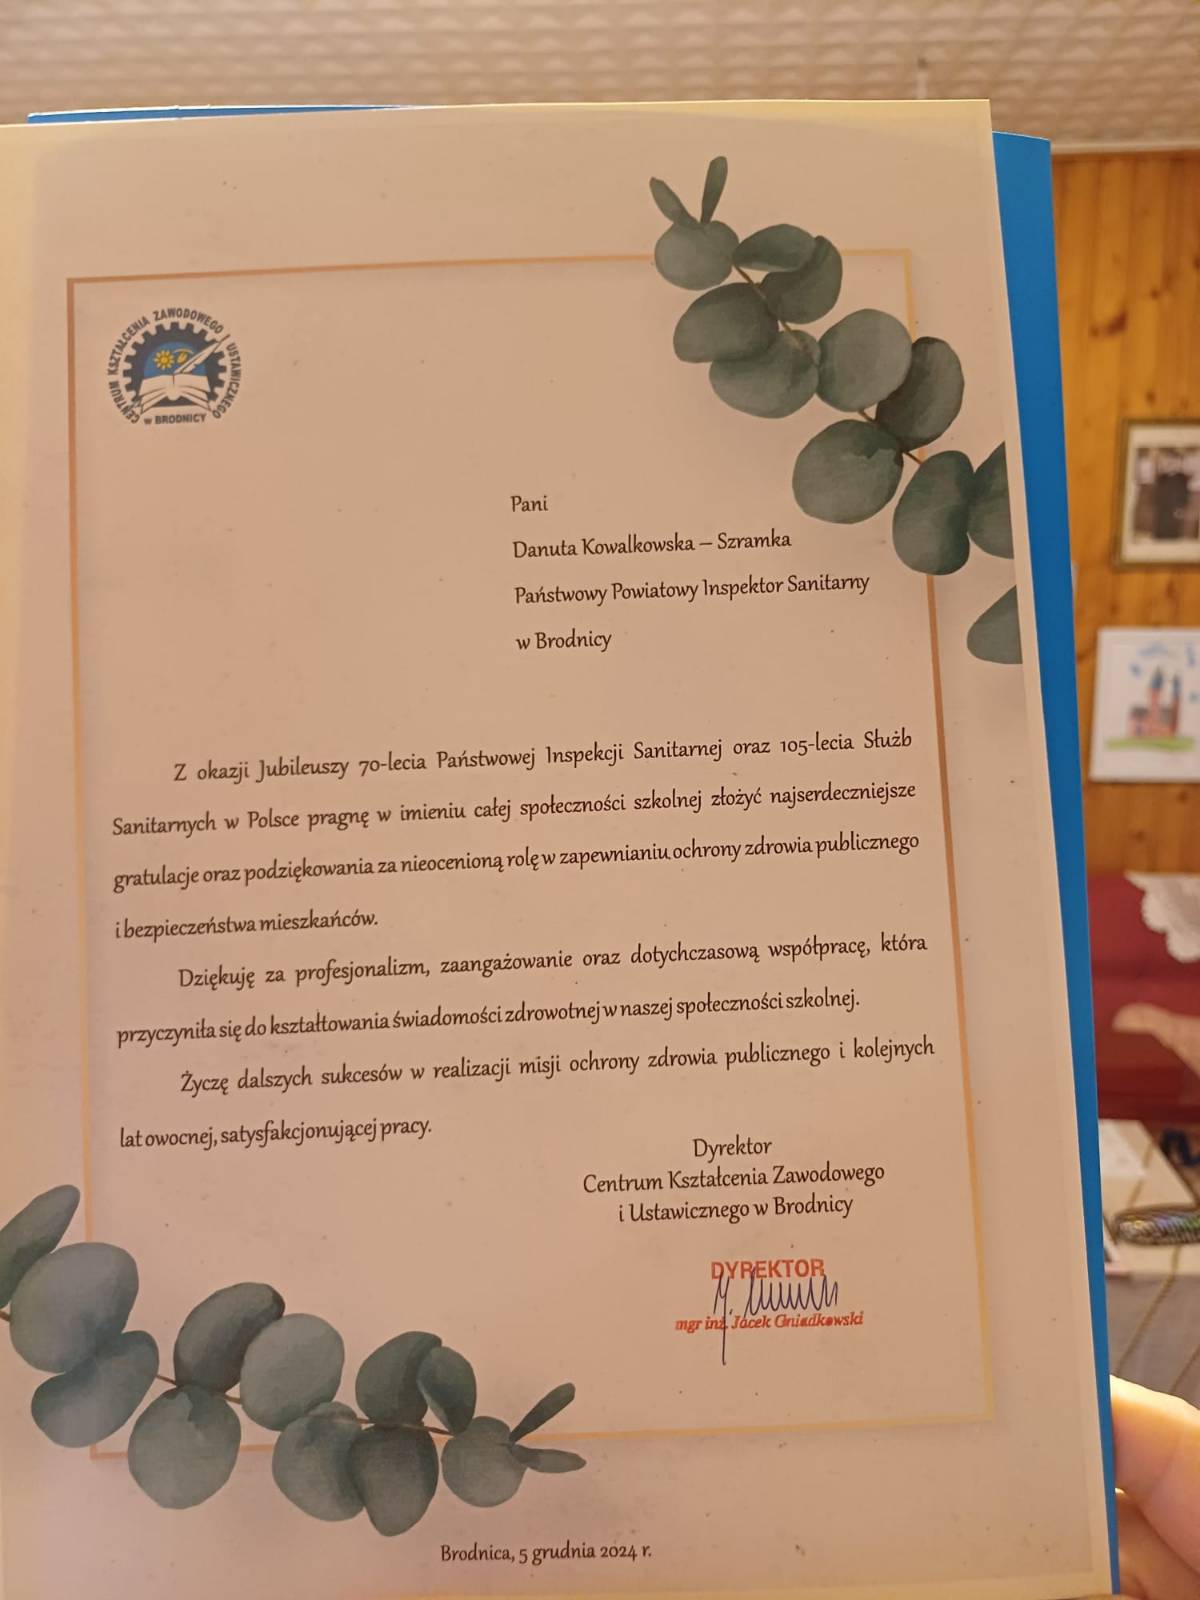 CENTRUM KSZTAŁCENIA ZAWODOWEGO I USTAWICZNEGO
w BRODNICY
Pani
Danuta Kowalkowska – Szramka
Państwowy Powiatowy Inspektor Sanitarny
w Brodnicy
Z okazji Jubileuszy 70-lecia Państwowej Inspekcji Sanitarnej oraz 105-lecia Służb
Sanitarnych w Polsce pragnę w imieniu całej społeczności szkolnej złożyć najserdeczniejsze
gratulacje oraz podziękowania za nieocenioną rolę w zapewnianiu ochrony zdrowia publicznego
i bezpieczeństwa mieszkańców.
Dziękuję za profesjonalizm, zaangażowanie oraz dotychczasową współpracę, która
przyczyniła się do kształtowania świadomości zdrowotnej w naszej społeczności szkolnej.
Życzę dalszych sukcesów w realizacji misji ochrony zdrowia publicznego i kolejnych
lat owocnej, satysfakcjonującej pracy.
Dyrektor
Centrum Kształcenia Zawodowego
i Ustawicznego w Brodnicy
DYREKTOR
mgr inż. Jacek Gniadkowski
Brodnica, 5 grudnia 2024 r.